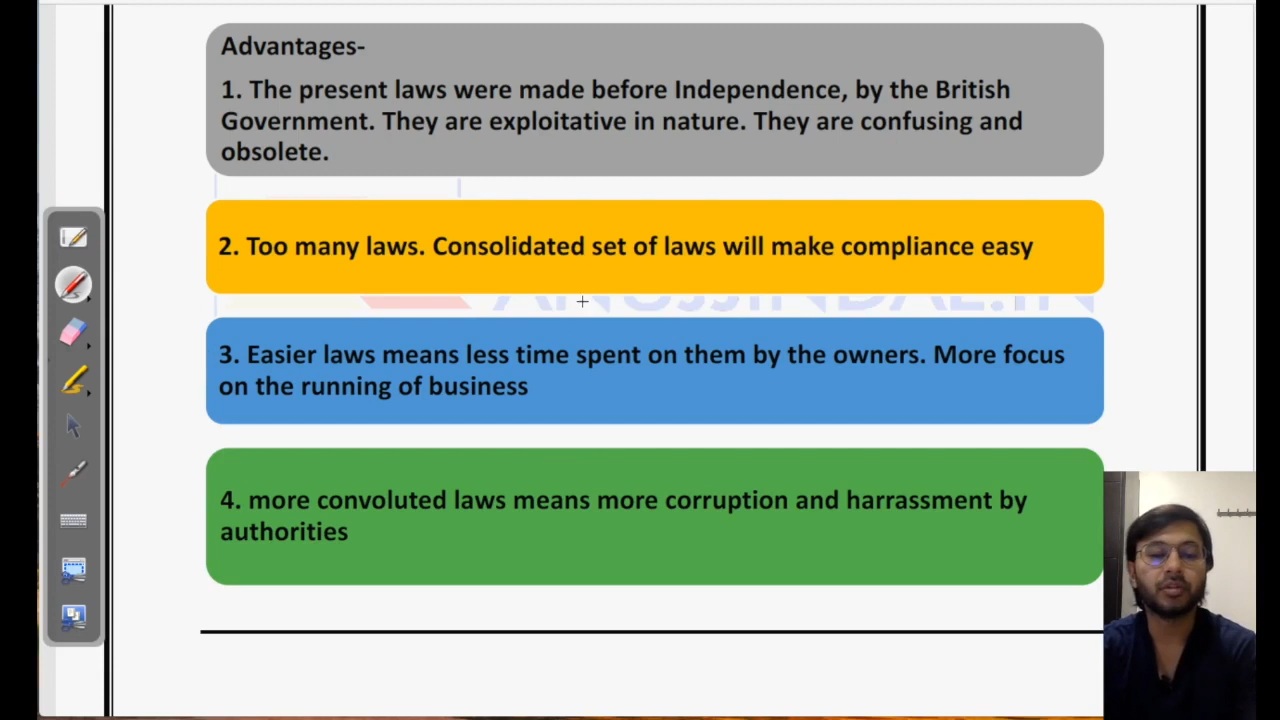 Advantages-
1. The present laws were made before Independence, by the British
Government. They are exploitative in nature. They are confusing and
obsolete.
2. Too many laws. Consolidated set of laws will make compliance easy
3. Easier laws means less time spent on them by the owners. More focus
on the running of business
4. more convoluted laws means more corruption and harrassment by
authorities